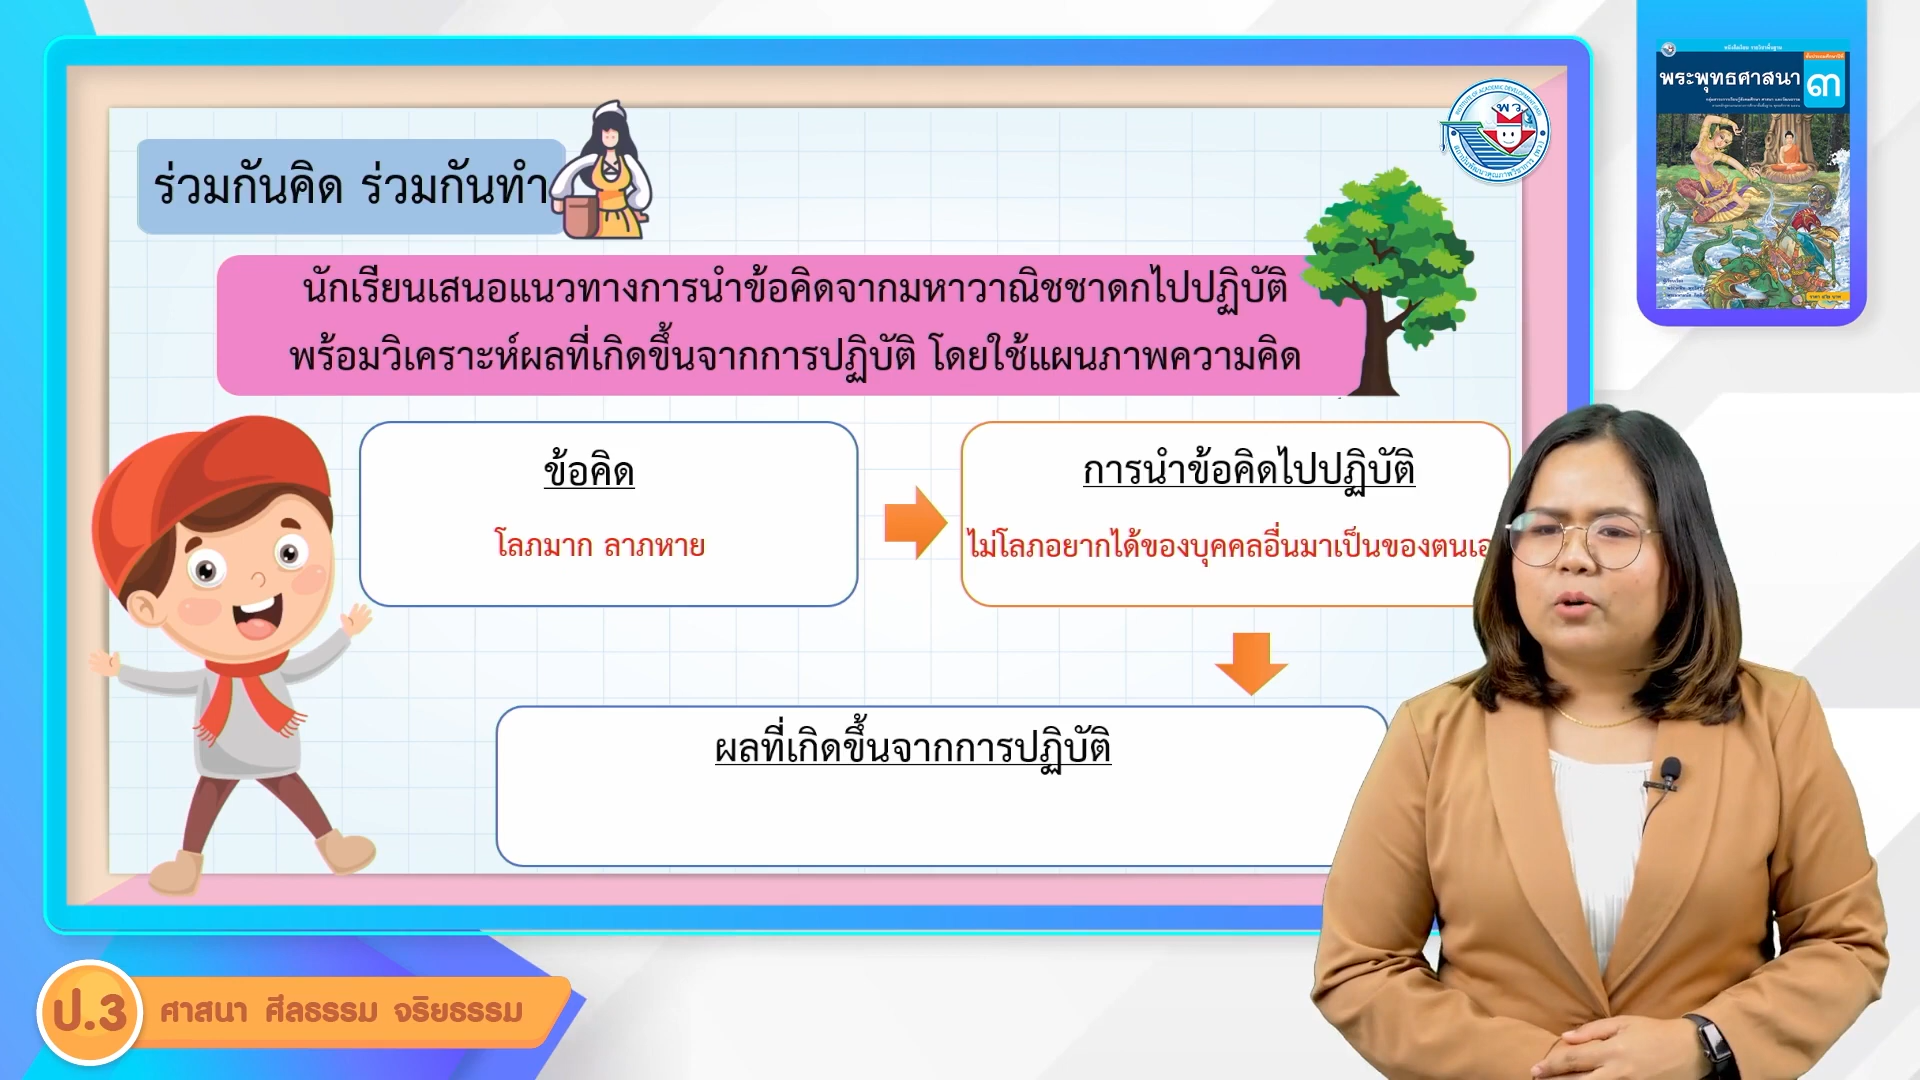 ร่วมกันคิด ร่วมกันทำ
นักเรียนเสนอแนวทางการนำข้อคิดจากมหาวาณิชชาดกไปปฏิบัติ
พร้อมวิเคราะห์ผลที่เกิดขึ้นจากการปฏิบัติ โดยใช้แผนภาพความคิด
ข้อคิด
โลภมาก ลาภหาย
การนำข้อคิดไปปฏิบัติ
ไม่โลภอยากได้ของบุคคลอื่นมาเป็นของตนเอ
ผลที่เกิดขึ้นจากการปฏิบัติ
พว
พระพุทธศาสนา ๓
ป.3 ศาสนา ศีลธรรม จริยธรรม